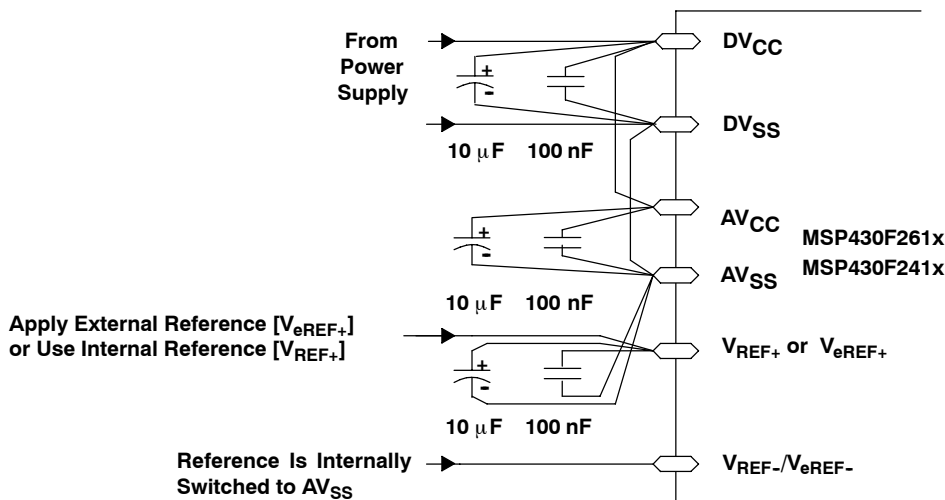 From
Power
Supply
DVCC
+
-
DVSS
10 μF 100 nF
AVCC
MSP430F261x
MSP430F241x
+
-
AVSS
10 μF 100 nF
Apply External Reference [VeREF+]
or Use Internal Reference [VREF+]
VREF+ or VeREF+
+
-
10 μF 100 nF
Reference Is Internally
Switched to AVSS
VREF-/VeREF-